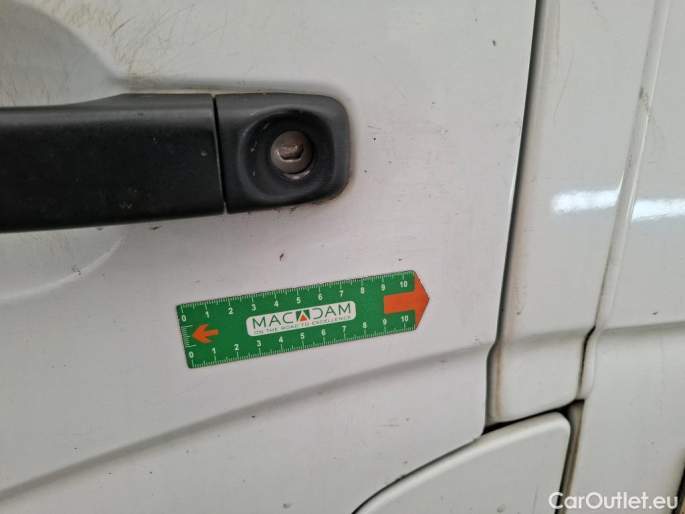 0 1 2 3 4 5 6 7 8 9 10
MACADAM
ON THE ROAD TO EXCELLENCE
0 1 2 3 4 5 6 7 8 9 10
CarOutlet.eu